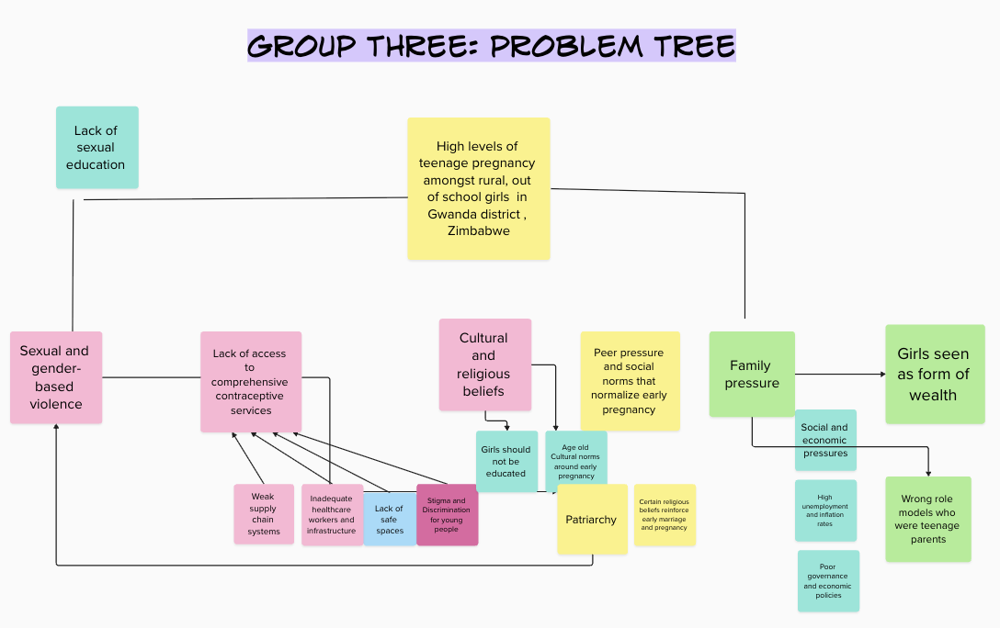 GROUP THREE: PROBLEM TREE
Lack of
sexual
education
High levels of
teenage pregnancy
amongst rural, out
of school girls in
Gwanda district ,
Zimbabwe
Sexual and
gender-
based
violence
Lack of access
to
comprehensive
contraceptive
services
Cultural
and
religious
beliefs
Peer pressure
and social
norms that
normalize early
pregnancy
Family
pressure
Girls seen
as form of
wealth
Social and
economic
pressures
Girls should
not be
educated
Age old
Cultural norms
around early
pregnancy
Weak
supply
chain
systems
Inadequate
healthcare
workers and
infrastructure
Lack of
safe
spaces
Stigma and
Discrimination
for young
people
Patriarchy
Certain religious
beliefs reinforce
early marriage
and pregnancy
High
unemployment
and inflation
rates
Wrong role
models who
were teenage
parents
Poor
governance
and economic
policies